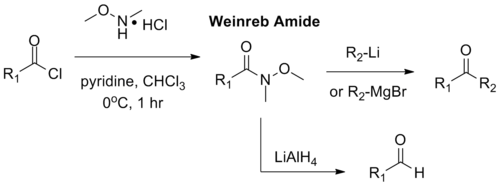 O
N
H
• HCl
Weinreb Amide
O
R1
Cl
pyridine, CHCl3
0oC, 1 hr
O
R1
N
O
R2-Li
or R2-MgBr
O
R1
R2
LiAlH4
O
R1
H